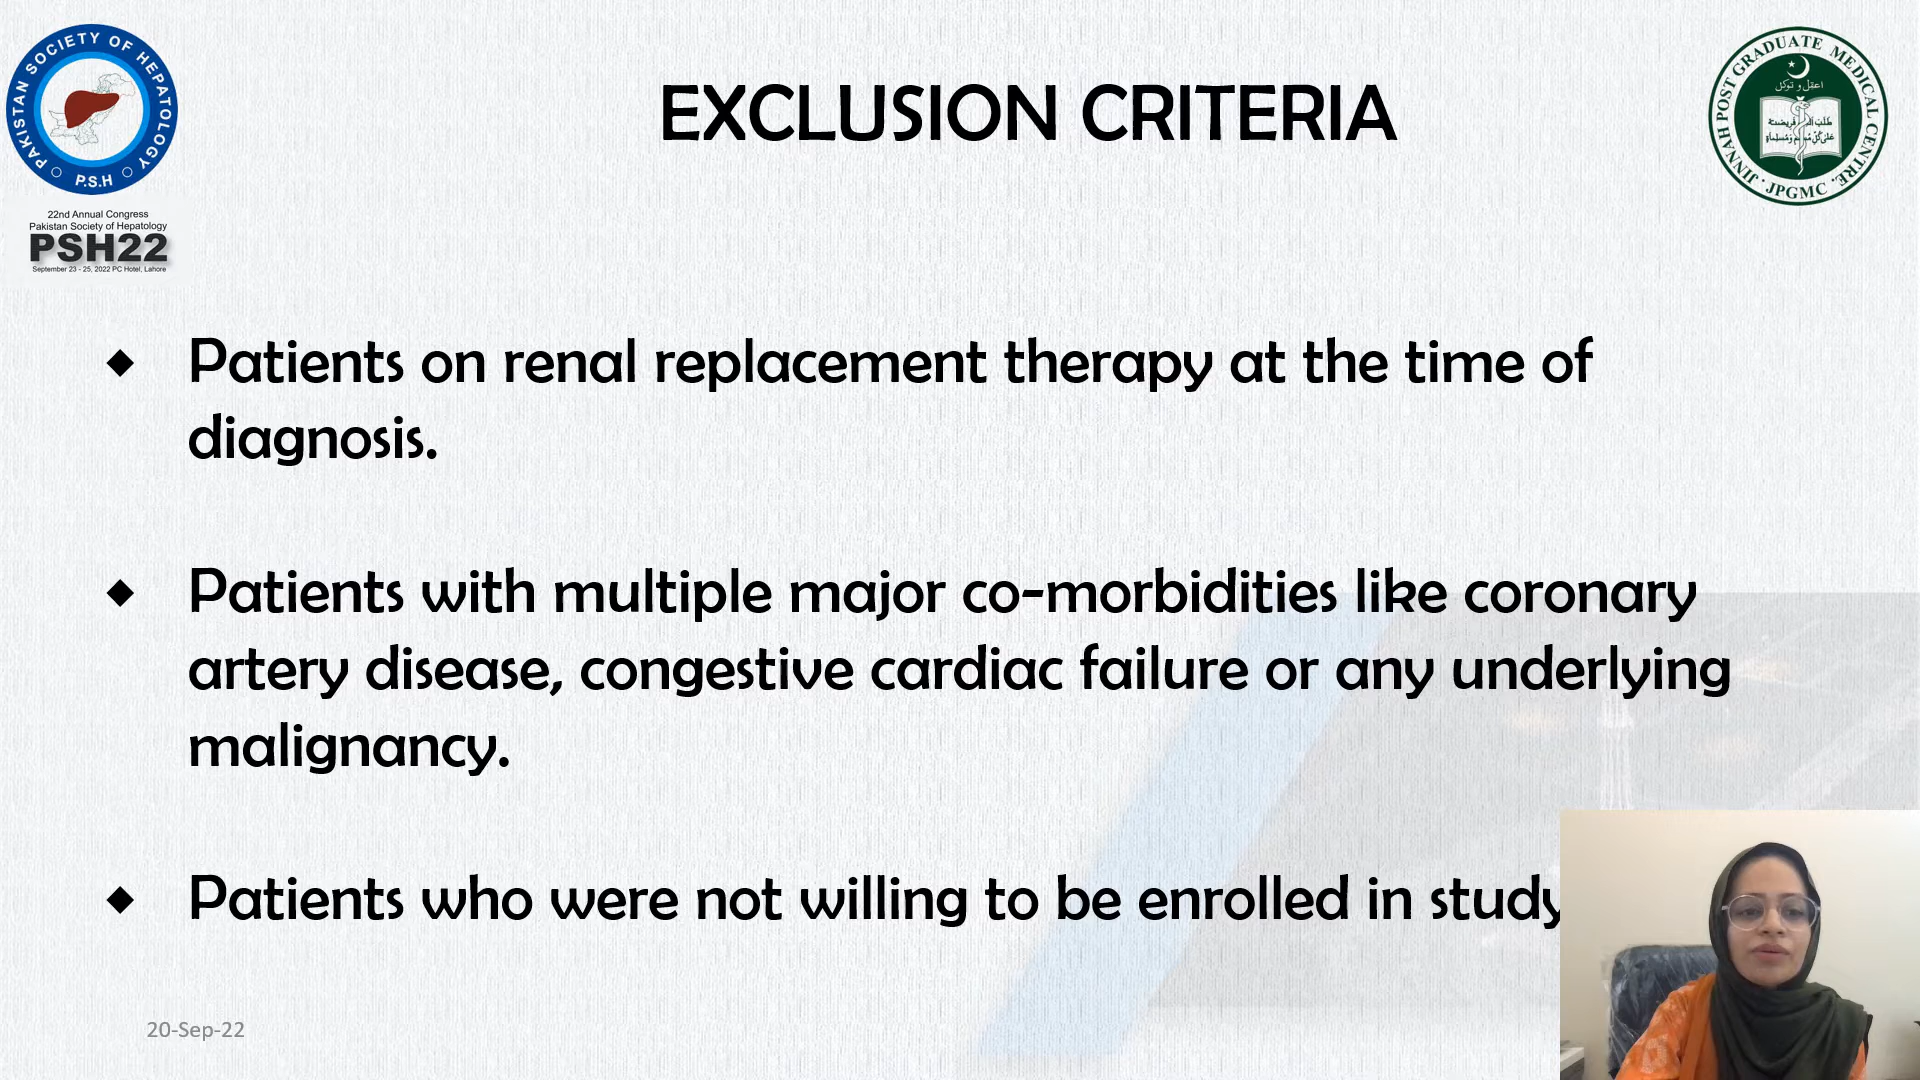 PAKISTAN SOCIETY OF HEPATOLOGY
P.S.H
22nd Annual Congress
Pakistan Society of Hepatology
PSH22
September 23 - 25, 2022 PC Hotel, Lahore
EXCLUSION CRITERIA
JINNAH POST GRADUATE MEDICAL CENTRE.
اعقل و توكل
JPGMC
◆ Patients on renal replacement therapy at the time of
diagnosis.
◆ Patients with multiple major co-morbidities like coronary
artery disease, congestive cardiac failure or any underlying
malignancy.
◆ Patients who were not willing to be enrolled in study
20-Sep-22